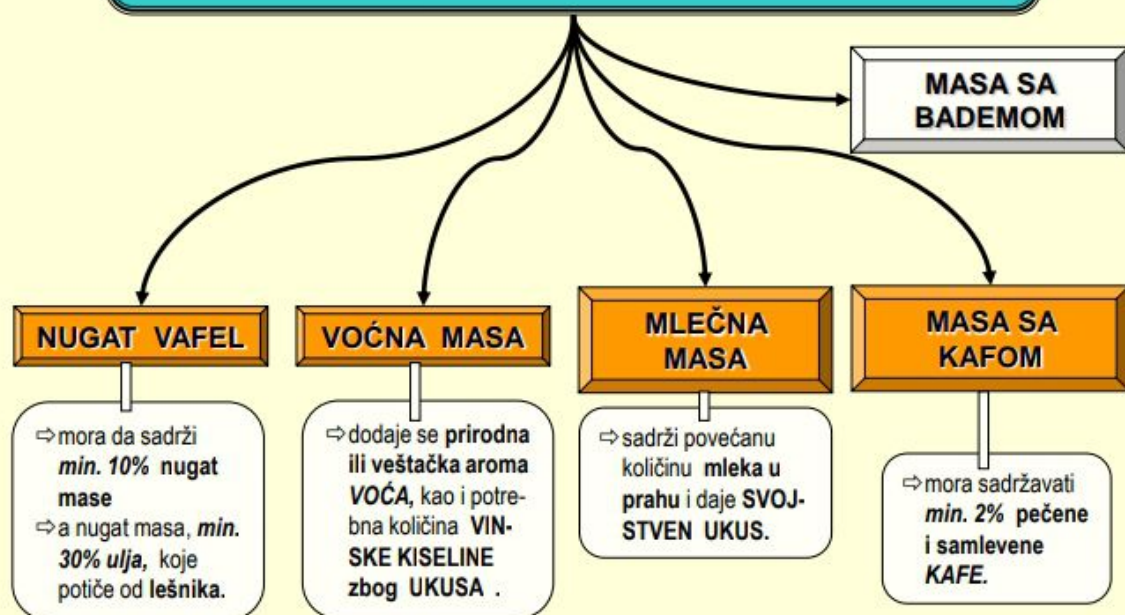 MASA SA
BADEMOM
NUGAT VAFEL
⇨mora da sadrži
min. 10% nugat
mase
⇨a nugat masa, min.
30% ulja, koje
potiče od lešnika.
VOĆNA MASA
⇨dodaje se prirodna
ili veštačka aroma
VOĆA, kao i potre-
bna količina VIN-
SKE KISELINE
zbog UKUSA .
MLEČNA
MASA
⇨sadrži povećanu
količinu mleka u
prahu i daje SVOJ-
STVEN UKUS.
MASA SA
KAFOM
⇨mora sadržavati
min. 2% pečene
i samlevene
KAFE.